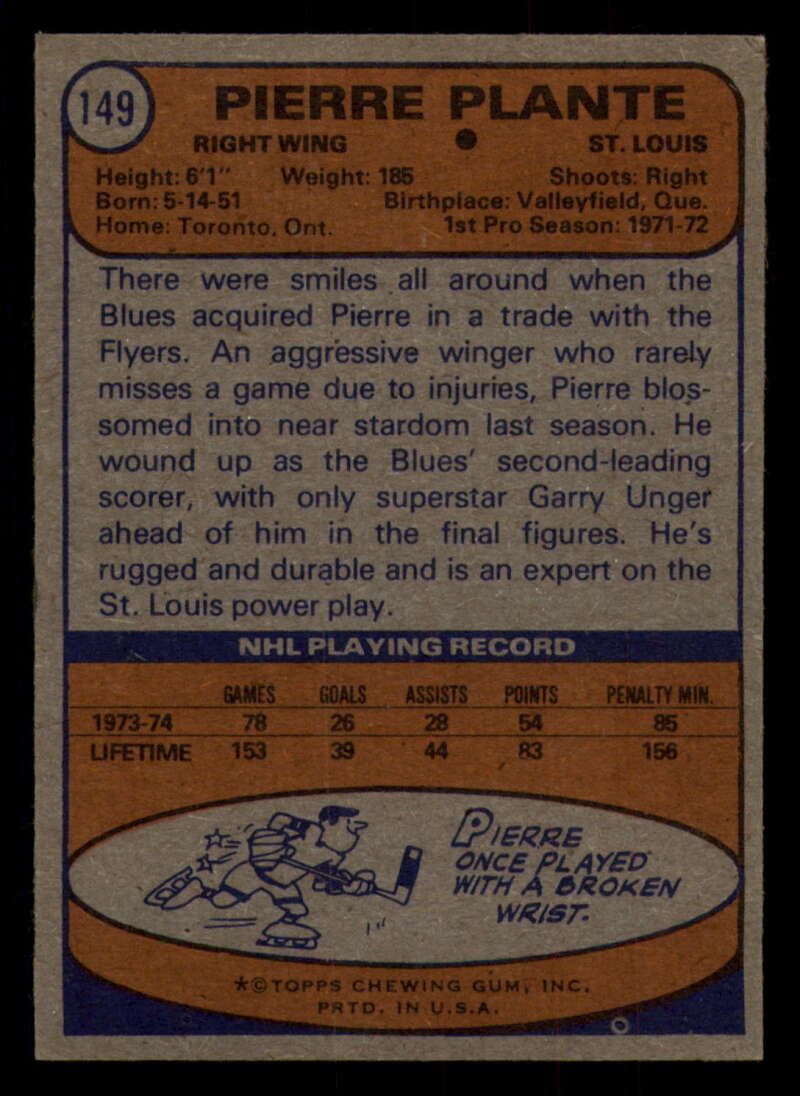 149
PIERRE PLANTE
RIGHT WING ● ST. LOUIS
Height: 6'1" Weight: 185 Shoots: Right
Born: 5-14-51 Birthplace: Valleyfield, Que.
Home: Toronto, Ont. 1st Pro Season: 1971-72
There were smiles all around when the
Blues acquired Pierre in a trade with the
Flyers. An aggressive winger who rarely
misses a game due to injuries, Pierre blos-
somed into near stardom last season. He
wound up as the Blues' second-leading
scorer, with only superstar Garry Unger
ahead of him in the final figures. He's
rugged and durable and is an expert on the
St. Louis power play.
NHL PLAYING RECORD
GAMES GOALS ASSISTS POINTS PENALTY MIN.
1973-74 78 26 28 54 85
LIFETIME 153 39 44 83 156
PIERRE
ONCE PLAYED
WITH A BROKEN
WRIST.
*©TOPPS CHEWING GUM, INC.
PRTD. IN U.S.A.